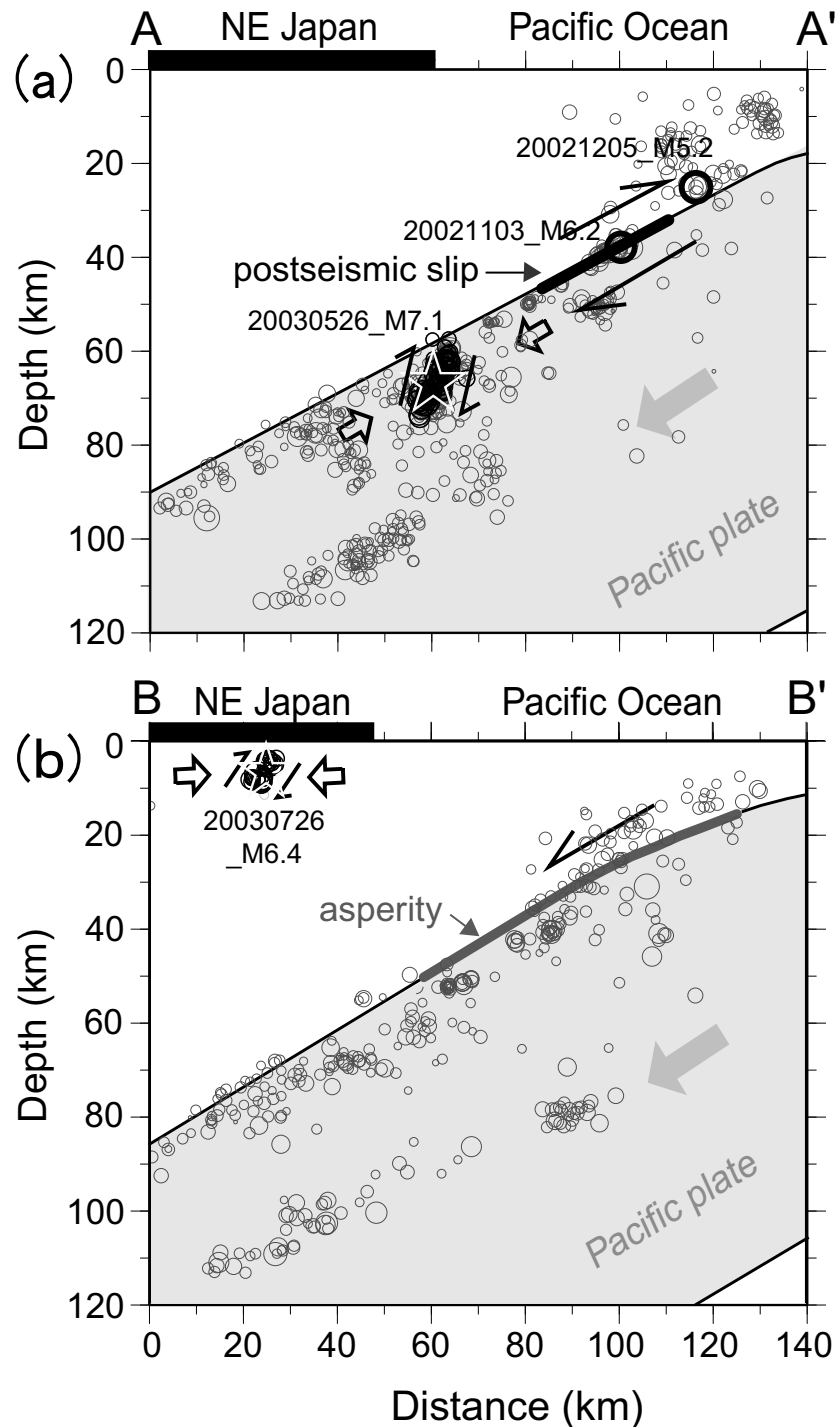 A NE Japan Pacific Ocean A'
(a)
0
20
40
60
80
100
120
Depth (km)
20021205_M5.2
20021103_M6.2
postseismic slip
20030526_M7.1
Pacific plate
B NE Japan Pacific Ocean B'
(b)
0
20
40
60
80
100
120
Depth (km)
20030726
_M6.4
asperity
Pacific plate
0 20 40 60 80 100 120 140
Distance (km)